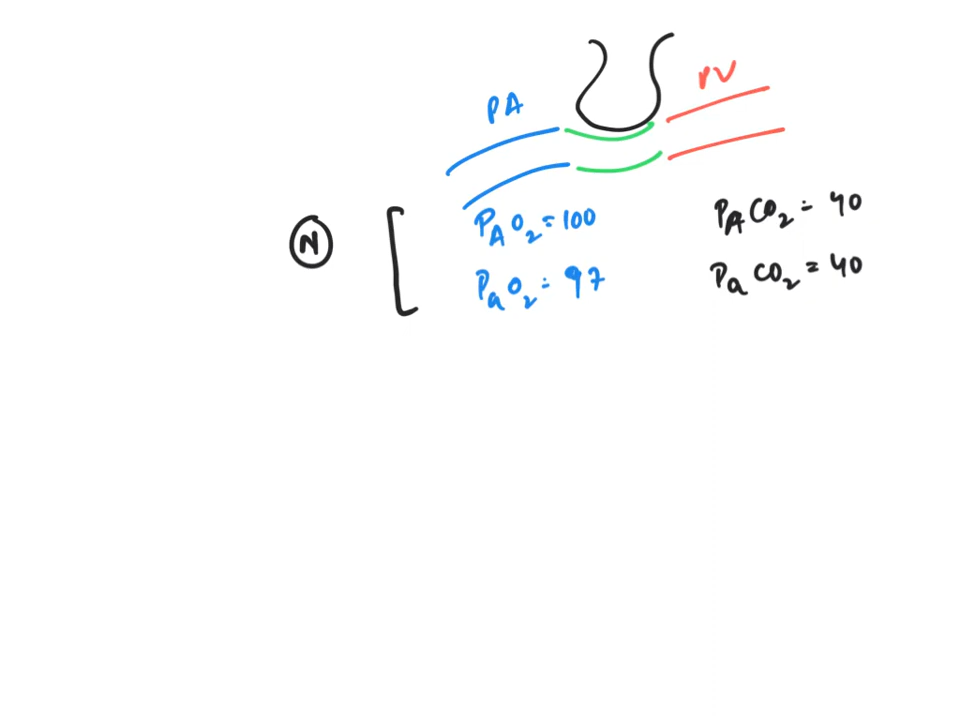 PV
PA
PAO2 = 100 PACO2 = 40
N
PaO2 = 97 PaCO2 = 40